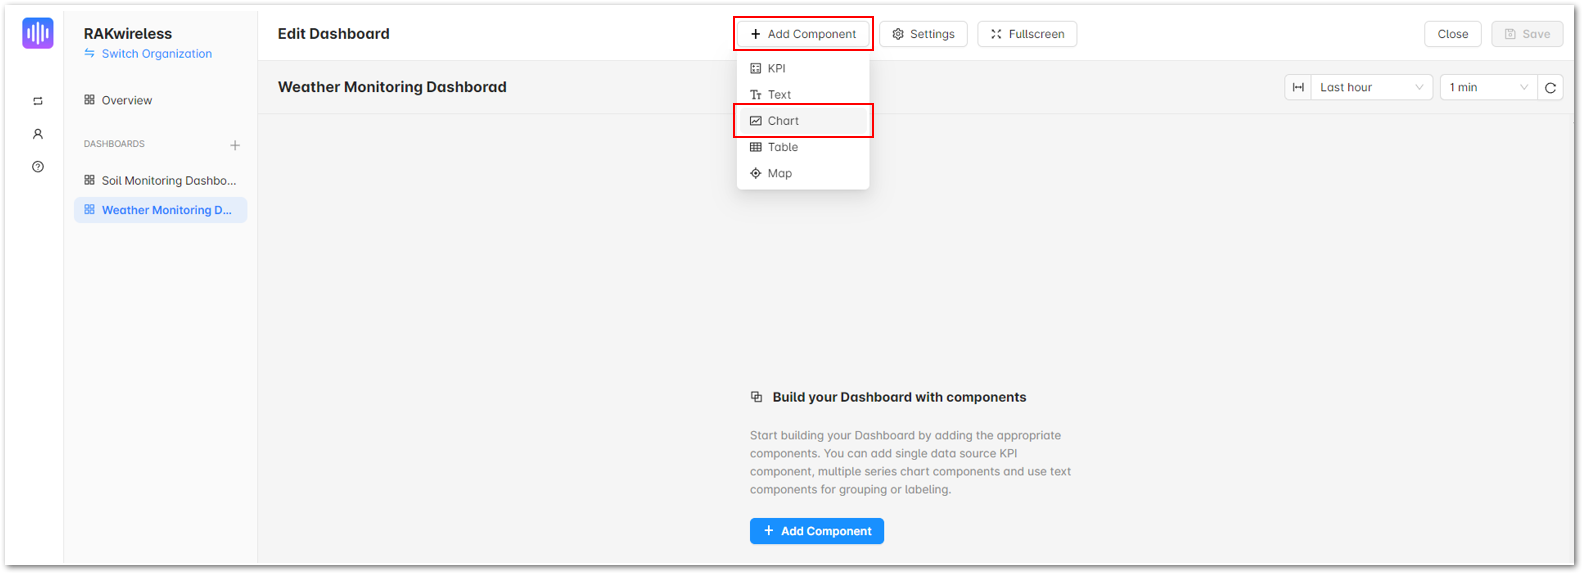 RAKwireless
Switch Organization
Overview
DASHBOARDS
Soil Monitoring Dashbo...
Weather Monitoring D...
Edit Dashboard
Add Component
Settings
Fullscreen
Close
Save
Weather Monitoring Dashborad
Last hour
1 min
KPI
Text
Chart
Table
Map
Build your Dashboard with components
Start building your Dashboard by adding the appropriate
components. You can add single data source KPI
component, multiple series chart components and use text
components for grouping or labeling.
Add Component